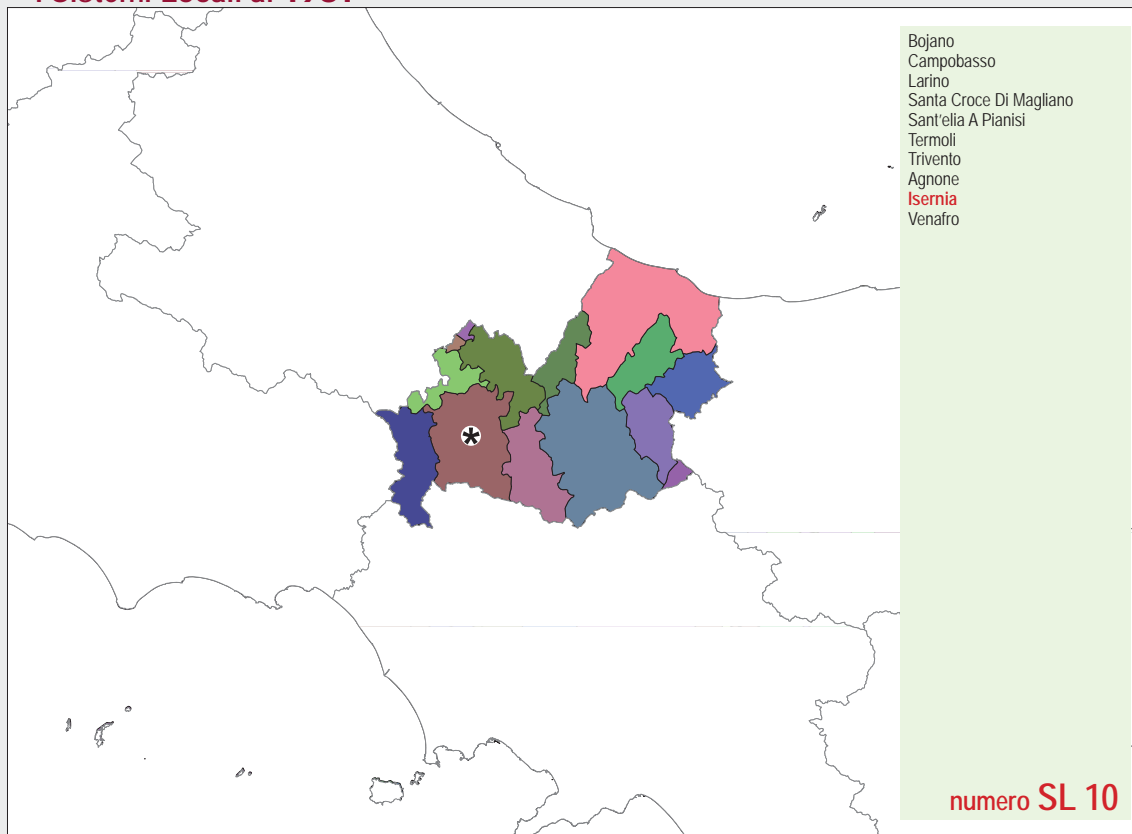 Bojano
Campobasso
Larino
Santa Croce Di Magliano
Sant'elia A Pianisi
Termoli
Trivento
Agnone
Isernia
Venafro
*
numero SL 10